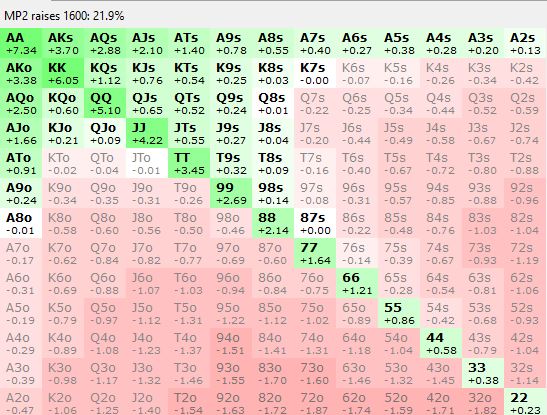 MP2 raises 1600: 21.9%
AA AKs AQs AJs ATs A9s A8s A7s A6s A5s A4s A3s A2s
+7.34 +3.70 +2.88 +2.10 +1.40 +0.78 +0.55 +0.40 +0.27 +0.38 +0.28 +0.20 +0.13
AKo KK KQs KJs KTs K9s K8s K7s K6s K5s K4s K3s K2s
+3.38 +6.05 +1.12 +0.76 +0.54 +0.25 +0.03 -0.00 -0.07 -0.16 -0.26 -0.34 -0.42
AQo KQo QQ QJs QTs Q9s Q8s Q7s Q6s Q5s Q4s Q3s Q2s
+2.50 +0.60 +5.10 +0.65 +0.52 +0.24 +0.01 -0.22 -0.25 -0.34 -0.44 -0.52 -0.59
AJo KJo QJo JJ JTs J9s J8s J7s J6s J5s J4s J3s J2s
+1.66 +0.21 +0.09 +4.22 +0.55 +0.27 +0.04 -0.20 -0.44 -0.49 -0.58 -0.67 -0.74
ATo KTo QTo JTo TT T9s T8s T7s T6s T5s T4s T3s T2s
+0.91 -0.02 -0.04 -0.01 +3.45 +0.32 +0.09 -0.16 -0.40 -0.67 -0.72 -0.80 -0.88
A9o K9o Q9o J9o T9o 99 98s 97s 96s 95s 94s 93s 92s
+0.24 -0.34 -0.35 -0.31 -0.26 +2.69 +0.14 -0.08 -0.31 -0.57 -0.85 -0.88 -0.96
A8o K8o Q8o J8o T8o 98o 88 87s 86s 85s 84s 83s 82s
-0.01 -0.58 -0.60 -0.56 -0.50 -0.46 +2.14 +0.00 -0.22 -0.48 -0.76 -1.03 -1.04
A7o K7o Q7o J7o T7o 97o 87o 77 76s 75s 74s 73s 72s
-0.17 -0.62 -0.84 -0.82 -0.77 -0.69 -0.60 +1.64 -0.14 -0.39 -0.67 -0.93 -1.19
A6o K6o Q6o J6o T6o 96o 86o 76o 66 65s 64s 63s 62s
-0.31 -0.69 -0.88 -1.07 -1.03 -0.94 -0.84 -0.75 +1.21 -0.28 -0.54 -0.81 -1.06
A5o K5o Q5o J5o T5o 95o 85o 75o 65o 55 54s 53s 52s
-0.19 -0.79 -0.97 -1.12 -1.31 -1.22 -1.12 -1.02 -0.89 +0.86 -0.42 -0.68 -0.93
A4o K4o Q4o J4o T4o 94o 84o 74o 64o 54o 44 43s 42s
-0.29 -0.89 -1.08 -1.23 -1.37 -1.51 -1.41 -1.31 -1.18 -1.04 +0.58 -0.79 -1.04
A3o K3o Q3o J3o T3o 93o 83o 73o 63o 53o 43o 33 32s
-0.39 -0.98 -1.17 -1.32 -1.46 -1.55 -1.70 -1.60 -1.46 -1.32 -1.45 +0.38 -1.14
A2o K2o Q2o J2o T2o 92o 82o 72o 62o 52o 42o 32o 22
-0.47 -1.06 -1.25 -1.40 -1.54 -1.63 -1.72 -1.87 -1.74 -1.59 -1.71 -1.82 +0.23